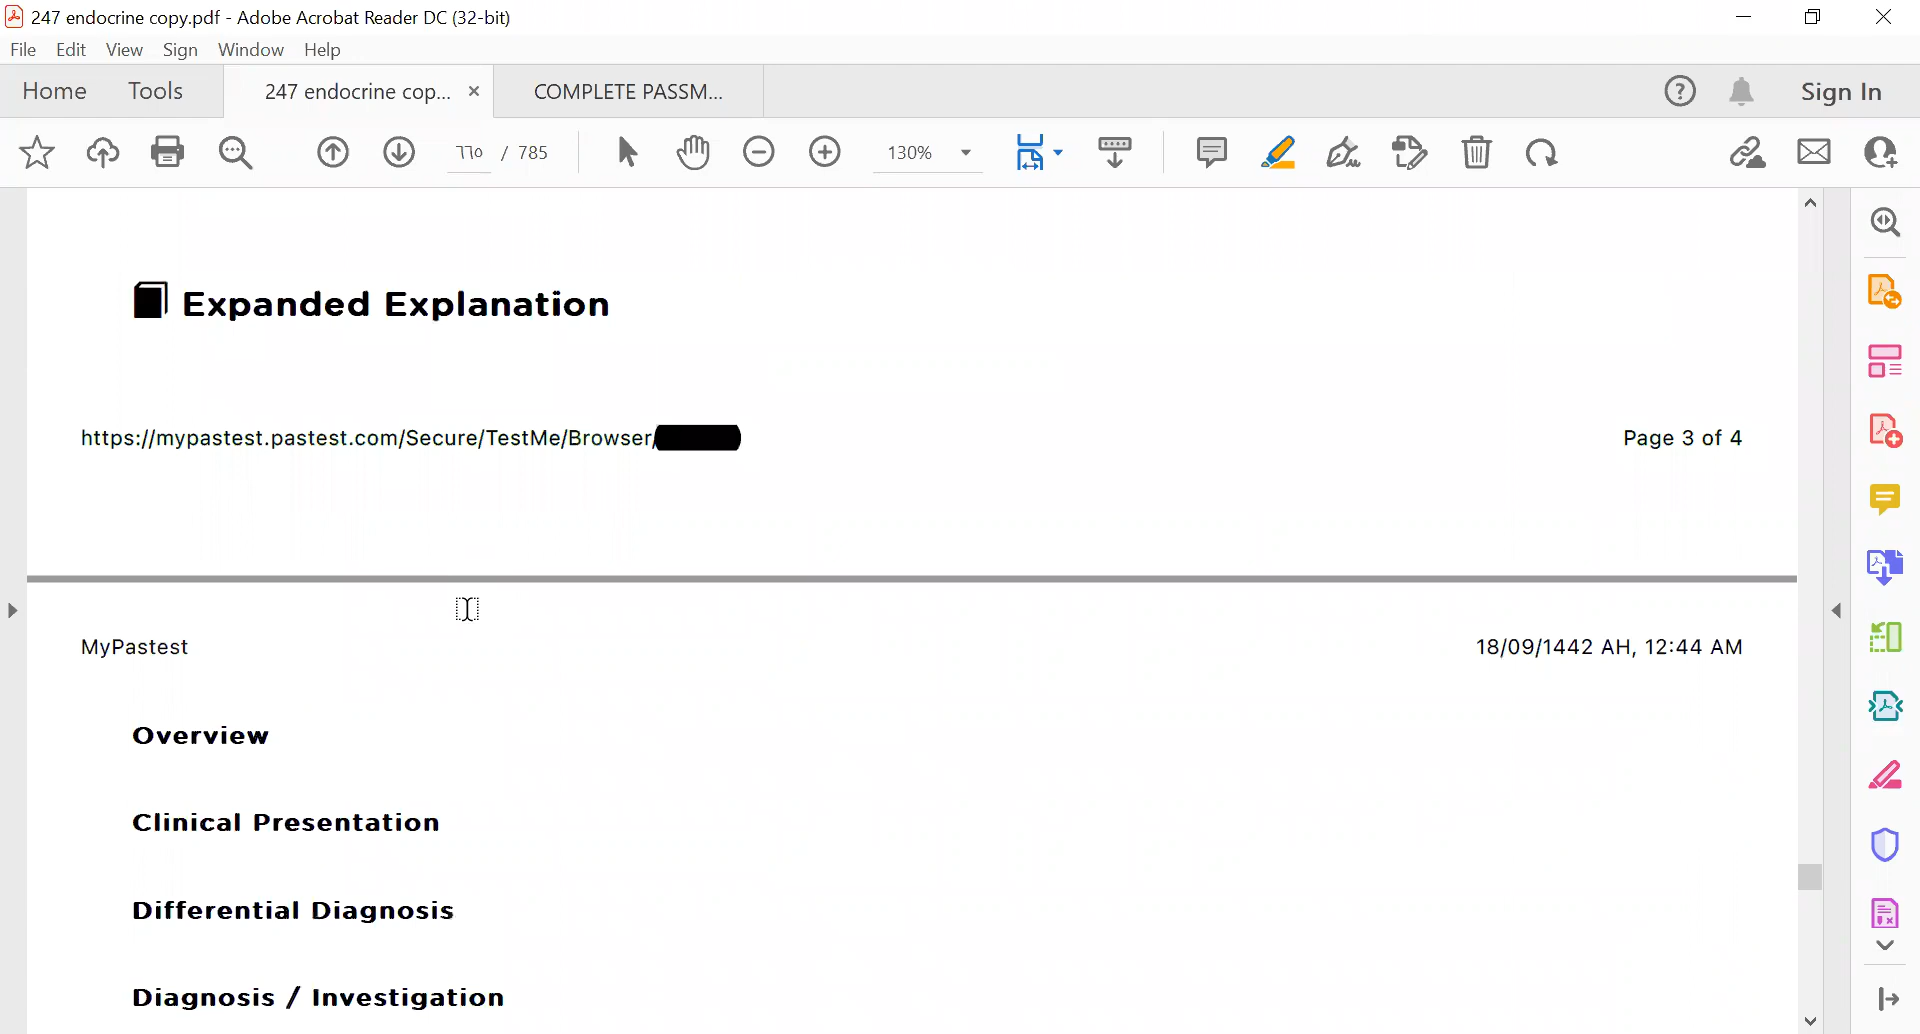 247 endocrine copy.pdf - Adobe Acrobat Reader DC (32-bit)
File Edit View Sign Window Help
Home Tools 247 endocrine cop... × COMPLETE PASSM... Sign In
٦٦٥ / 785 130%
Expanded Explanation
https://mypastest.pastest.com/Secure/TestMe/Browser/ Page 3 of 4
MyPastest 18/09/1442 AH, 12:44 AM
Overview
Clinical Presentation
Differential Diagnosis
Diagnosis / Investigation